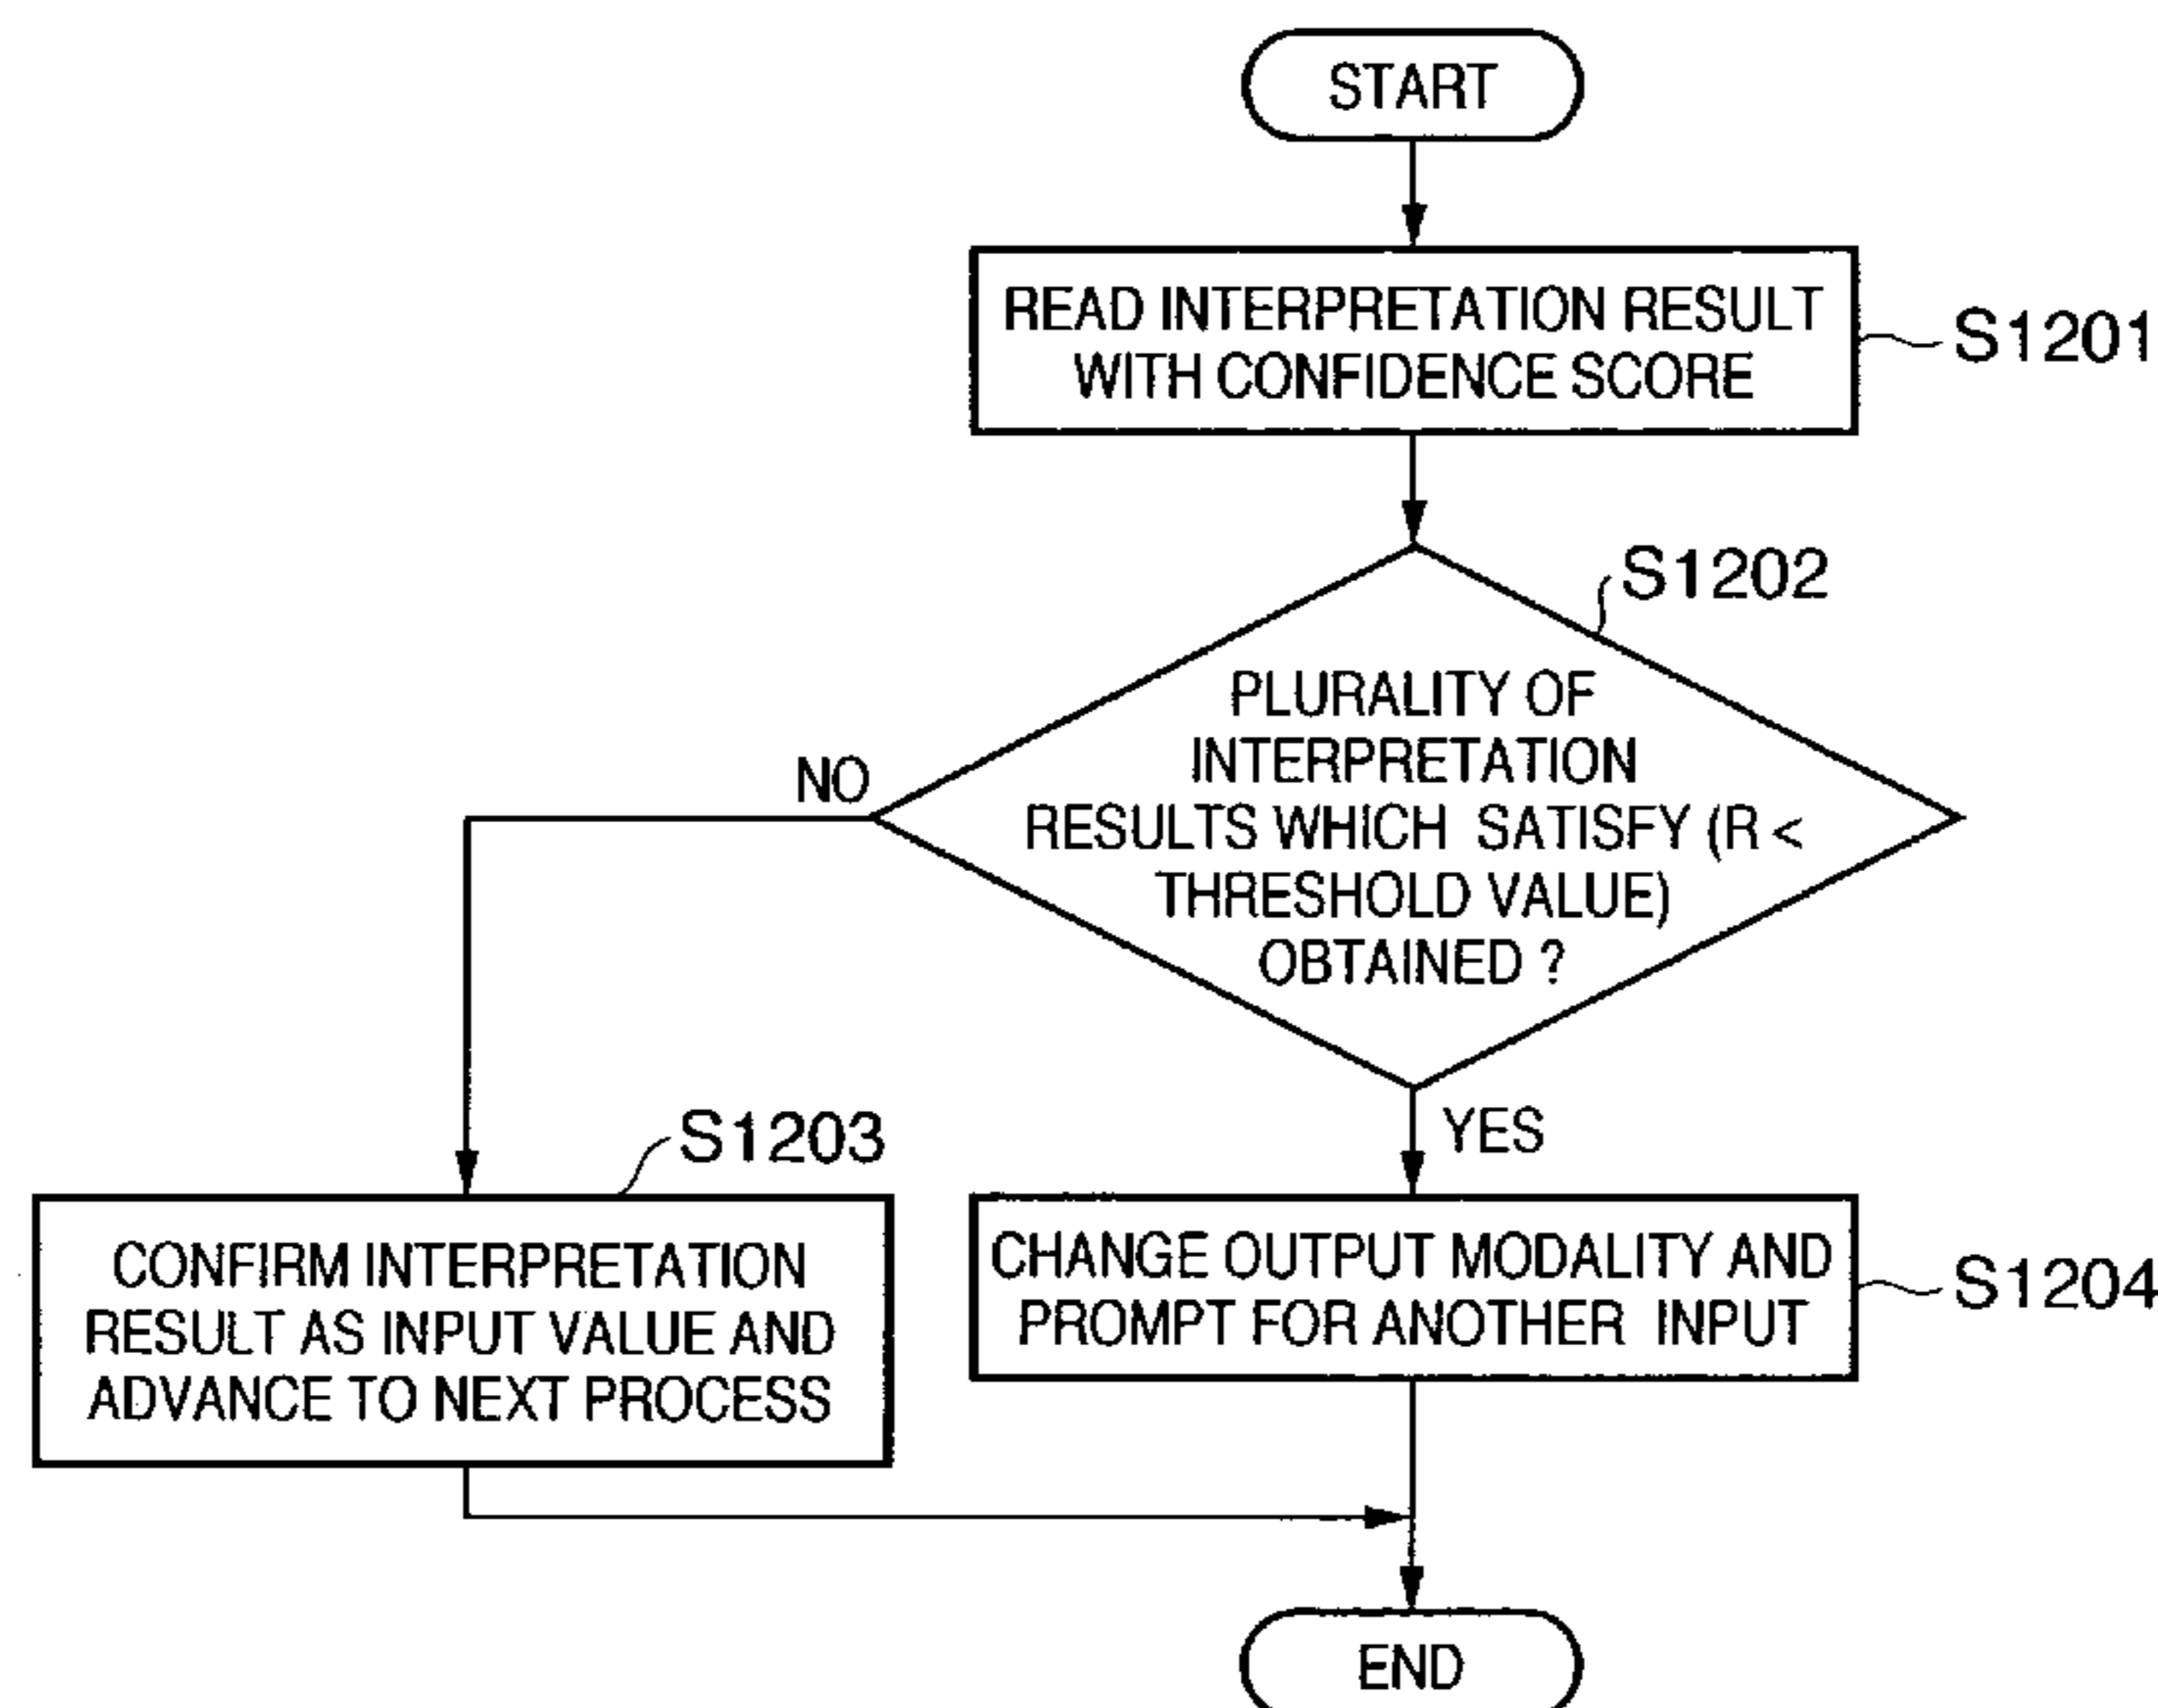 START
READ INTERPRETATION RESULT
WITH CONFIDENCE SCORE
S1201
S1202
PLURALITY OF
INTERPRETATION
RESULTS WHICH SATISFY (R <
THRESHOLD VALUE)
OBTAINED ?
NO
YES
S1203
CONFIRM INTERPRETATION
RESULT AS INPUT VALUE AND
ADVANCE TO NEXT PROCESS
CHANGE OUTPUT MODALITY AND
PROMPT FOR ANOTHER INPUT
S1204
END